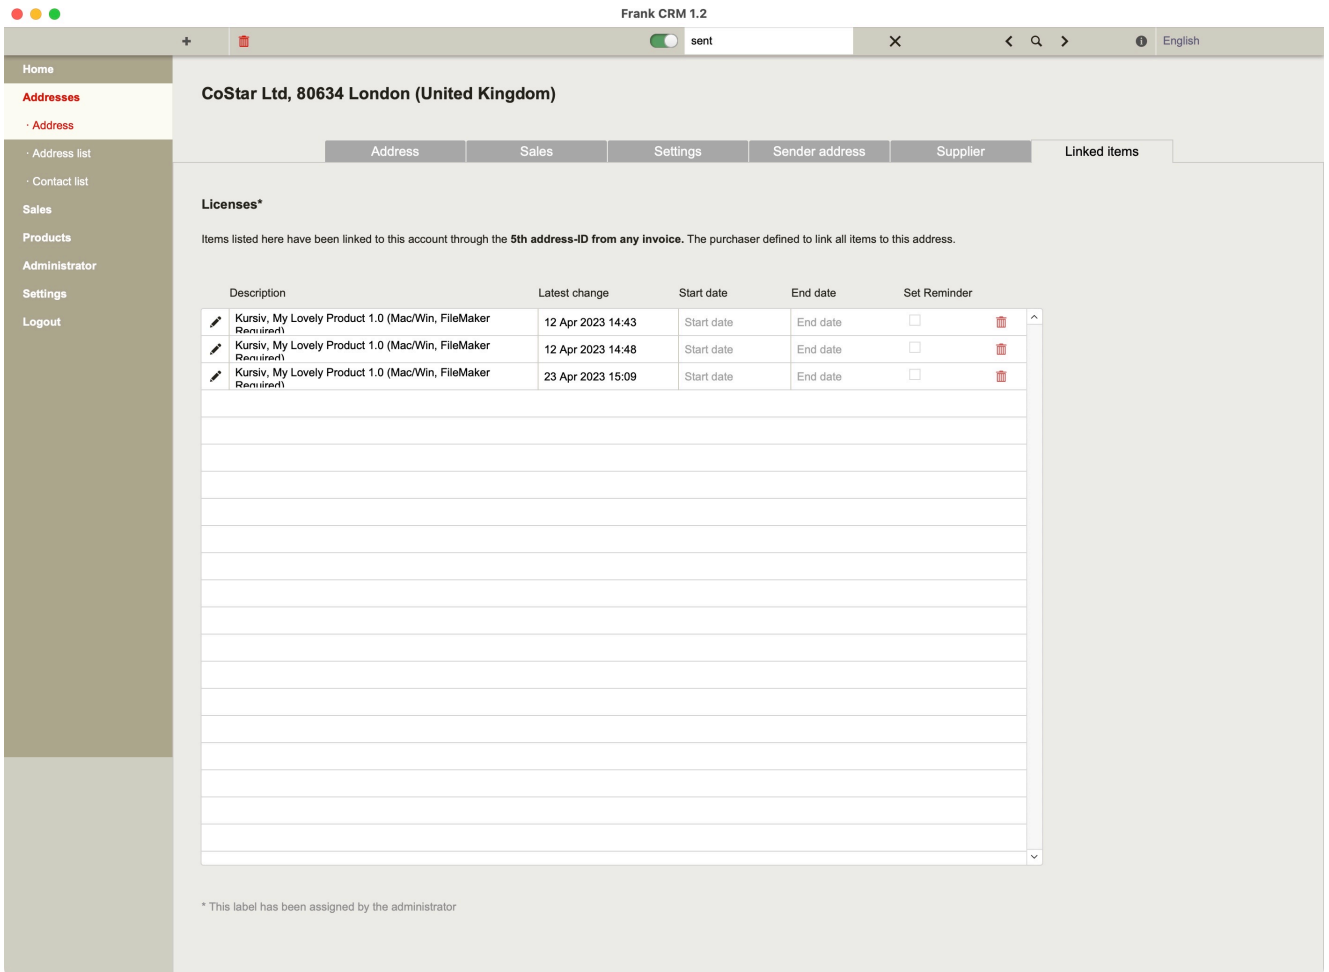 Frank CRM 1.2
sent
English
Home
Addresses
· Address
· Address list
· Contact list
Sales
Products
Administrator
Settings
Logout
CoStar Ltd, 80634 London (United Kingdom)
Address Sales Settings Sender address Supplier Linked items
Licenses*
Items listed here have been linked to this account through the 5th address-ID from any invoice. The purchaser defined to link all items to this address.
Description Latest change Start date End date Set Reminder
Kursiv, My Lovely Product 1.0 (Mac/Win, FileMaker
Required)
12 Apr 2023 14:43 Start date End date
Kursiv, My Lovely Product 1.0 (Mac/Win, FileMaker
Required)
12 Apr 2023 14:48 Start date End date
Kursiv, My Lovely Product 1.0 (Mac/Win, FileMaker
Required)
23 Apr 2023 15:09 Start date End date
* This label has been assigned by the administrator